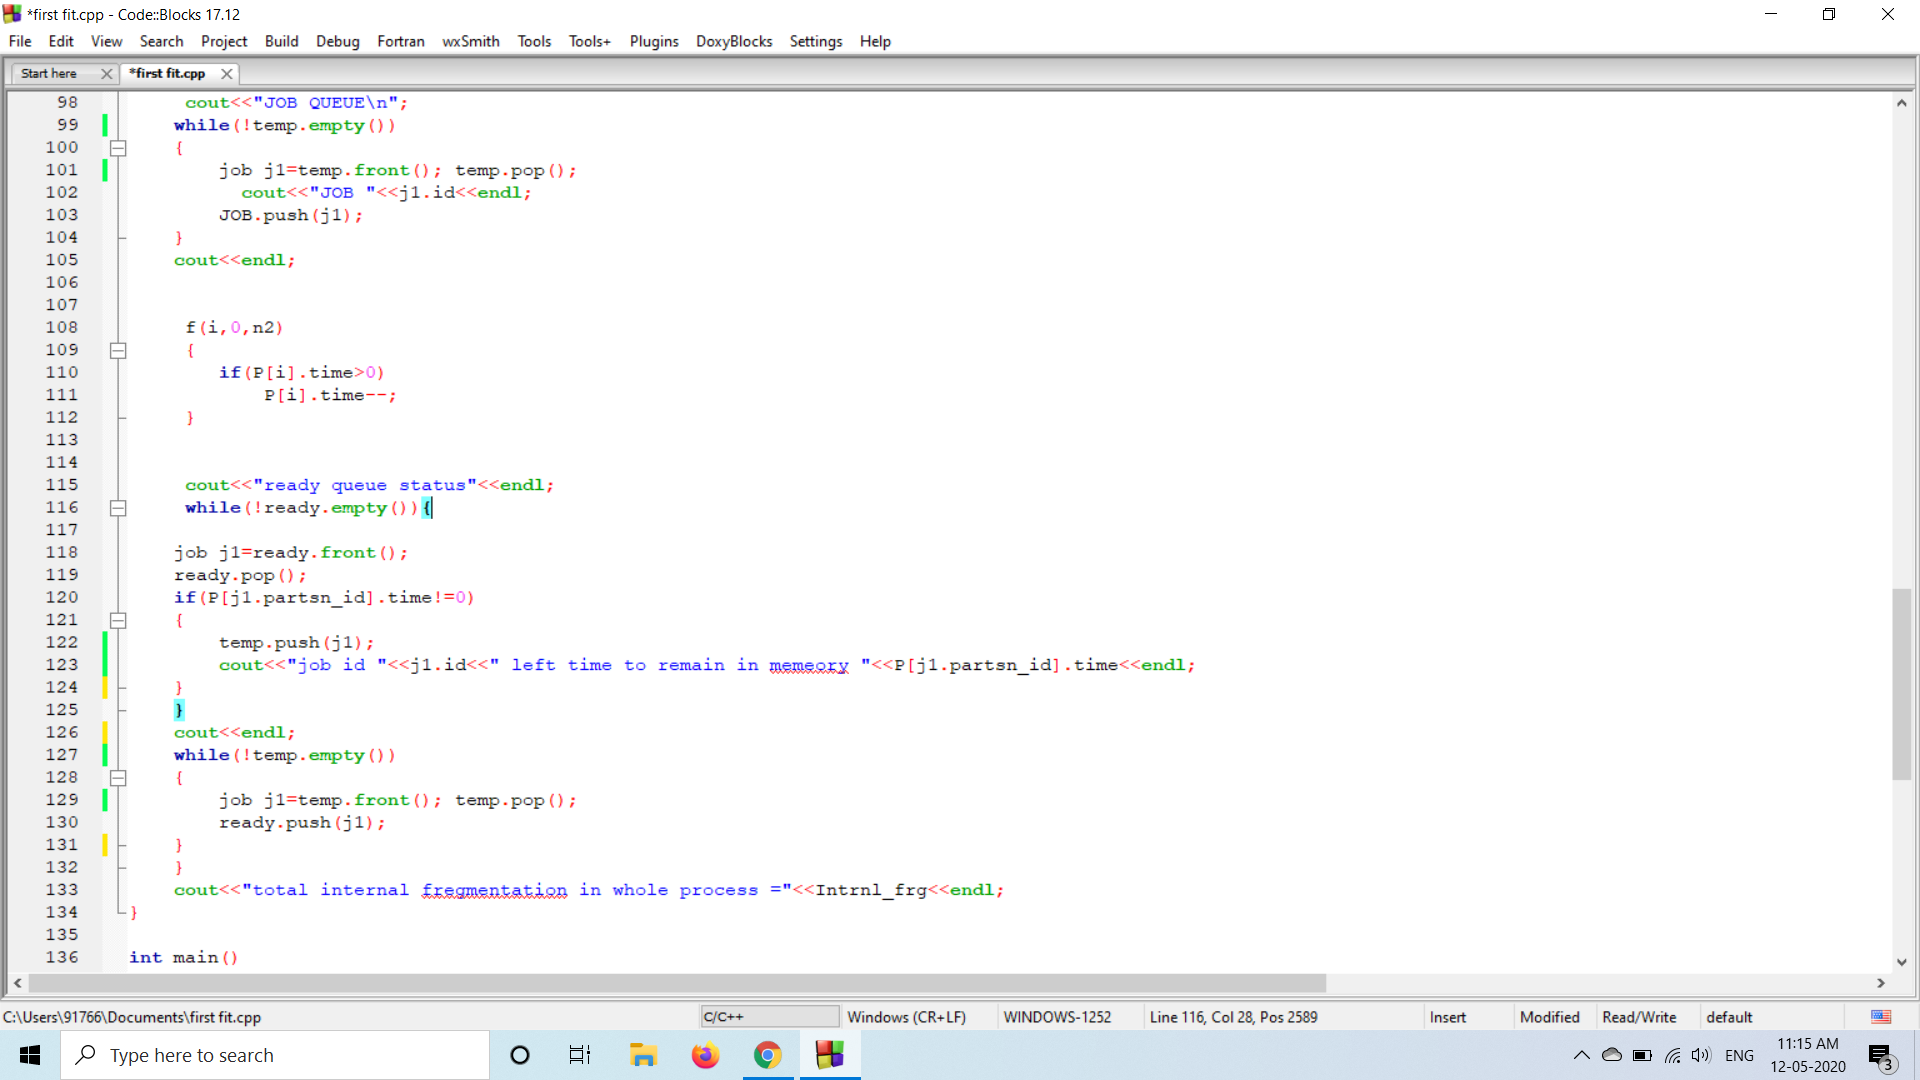 *first fit.cpp - Code::Blocks 17.12
File Edit View Search Project Build Debug Fortran wxSmith Tools Tools+ Plugins DoxyBlocks Settings Help
Start here *first fit.cpp
98 cout<<"JOB QUEUE\n";
99 while(!temp.empty())
100 {
101 job j1=temp.front(); temp.pop();
102 cout<<"JOB "<<j1.id<<endl;
103 JOB.push(j1);
104 }
105 cout<<endl;
106
107
108 f(i,0,n2)
109 {
110 if(P[i].time>0)
111 P[i].time--;
112 }
113
114
115 cout<<"ready queue status"<<endl;
116 while(!ready.empty()){
117
118 job j1=ready.front();
119 ready.pop();
120 if(P[j1.partsn_id].time!=0)
121 {
122 temp.push(j1);
123 cout<<"job id "<<j1.id<<" left time to remain in memeory "<<P[j1.partsn_id].time<<endl;
124 }
125 }
126 cout<<endl;
127 while(!temp.empty())
128 {
129 job j1=temp.front(); temp.pop();
130 ready.push(j1);
131 }
132 }
133 cout<<"total internal fregmentation in whole process ="<<Intrnl_frg<<endl;
134 }
135
136 int main()
C:\Users\91766\Documents\first fit.cpp C/C++ Windows (CR+LF) WINDOWS-1252 Line 116, Col 28, Pos 2589 Insert Modified Read/Write default
Type here to search ENG 11:15 AM
12-05-2020 3